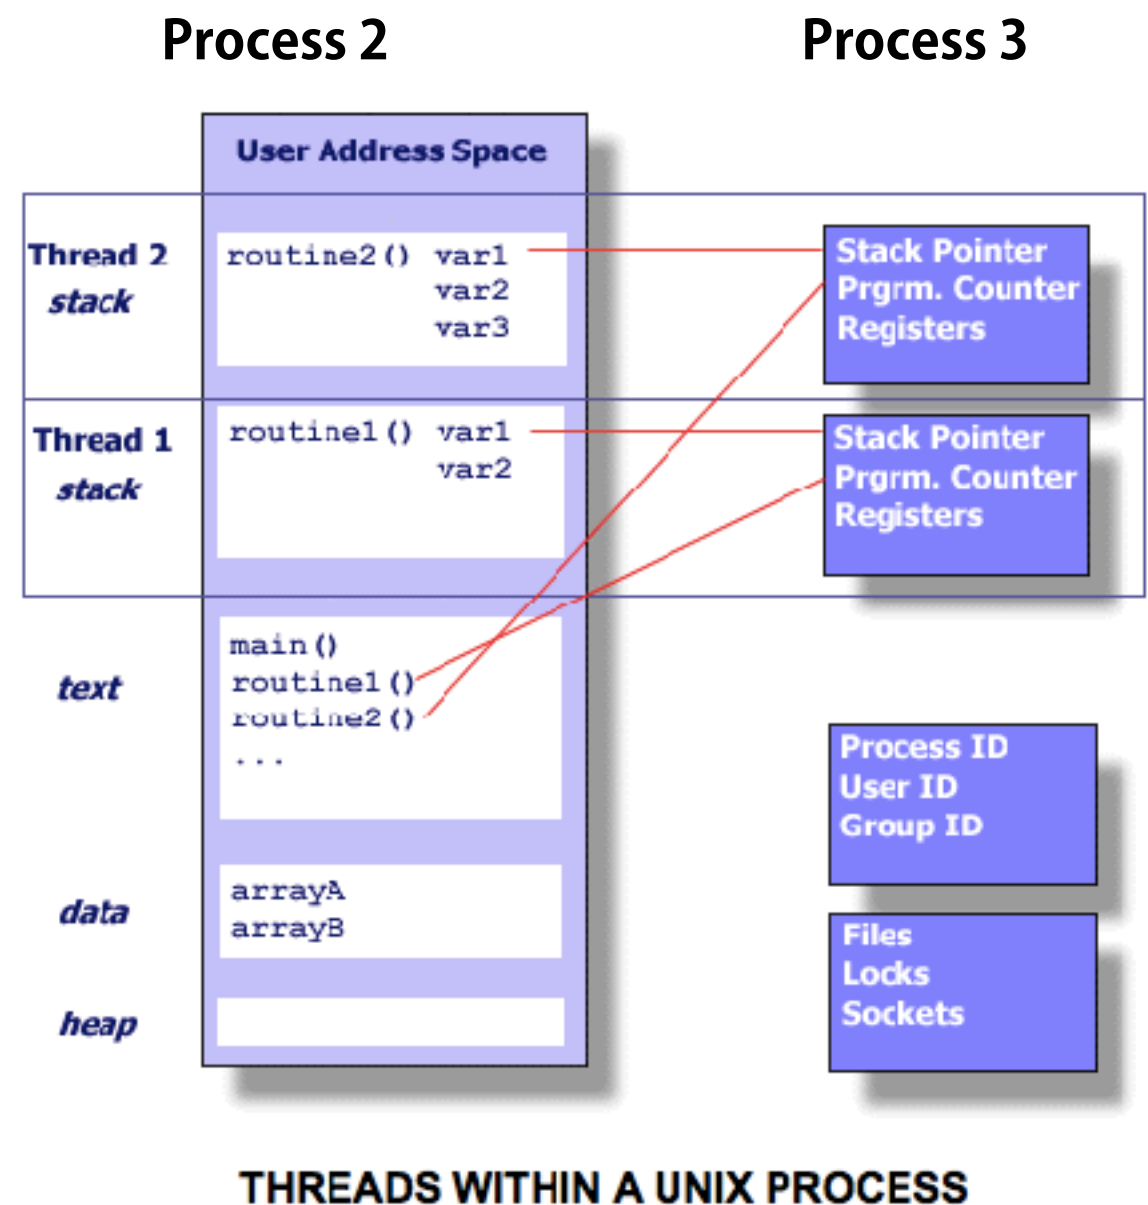 Process 2
Process 3
User Address Space
Thread 2
stack
routine2() var1
var2
var3
Stack Pointer
Prgrm. Counter
Registers
Thread 1
stack
routine1() var1
var2
Stack Pointer
Prgrm. Counter
Registers
text
main()
routine1()
routine2()
...
Process ID
User ID
Group ID
data
arrayA
arrayB
Files
Locks
Sockets
heap
THREADS WITHIN A UNIX PROCESS